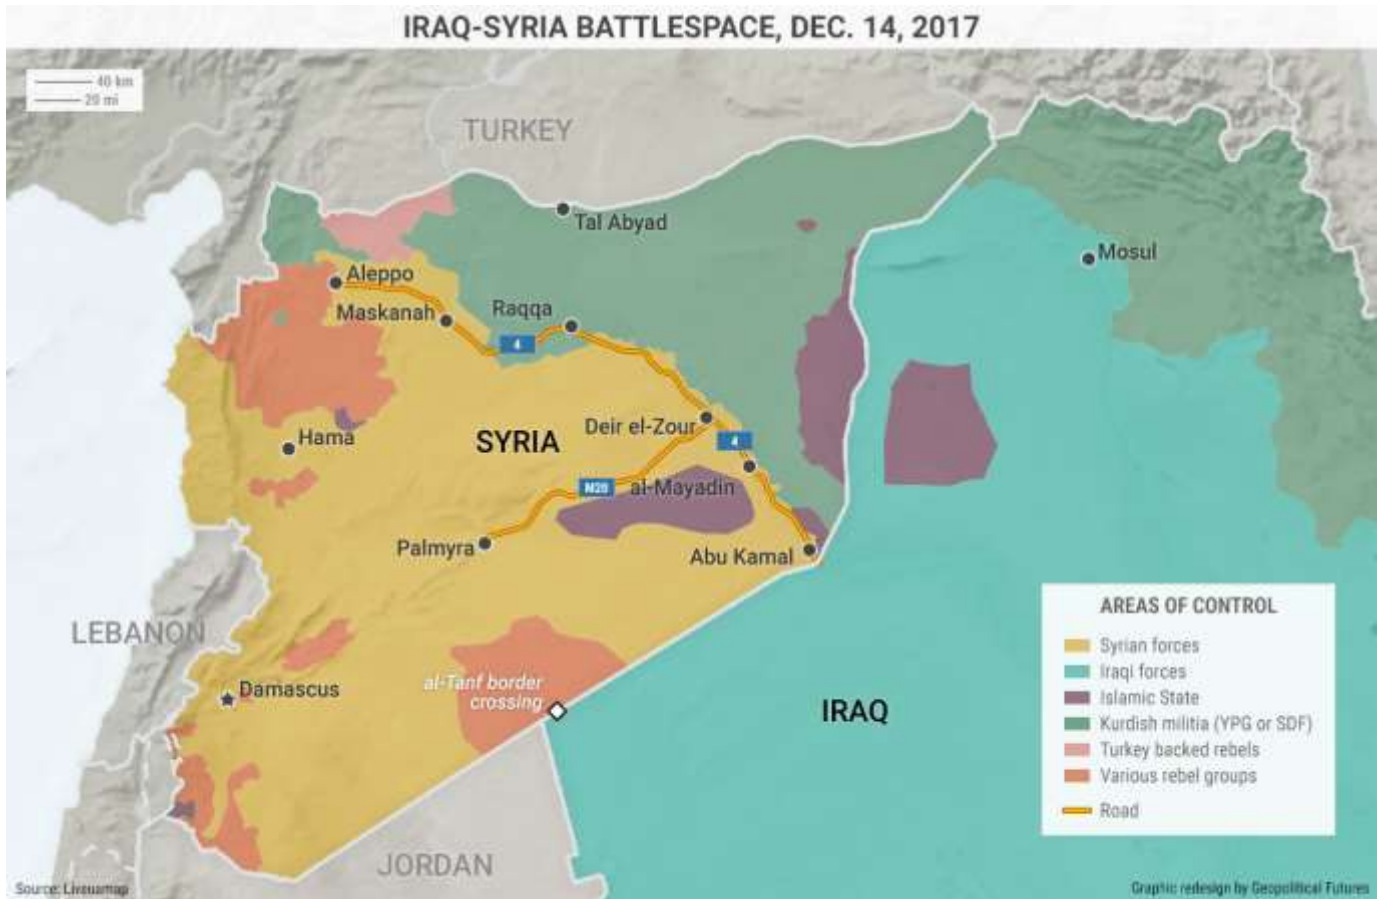 IRAQ-SYRIA BATTLESPACE, DEC. 14, 2017
40 km
20 mi
TURKEY
Tal Abyad
Mosul
Aleppo
Maskanah
Raqqa
4
Deir el-Zour
4
Hama
SYRIA
M20
al-Mayadin
Palmyra
Abu Kamal
LEBANON
al-Tanf border
crossing
Damascus
IRAQ
JORDAN
AREAS OF CONTROL
Syrian forces
Iraqi forces
Islamic State
Kurdish militia (YPG or SDF)
Turkey backed rebels
Various rebel groups
Road
Source: Liveuamap
Graphic redesign by Geopolitical Futures